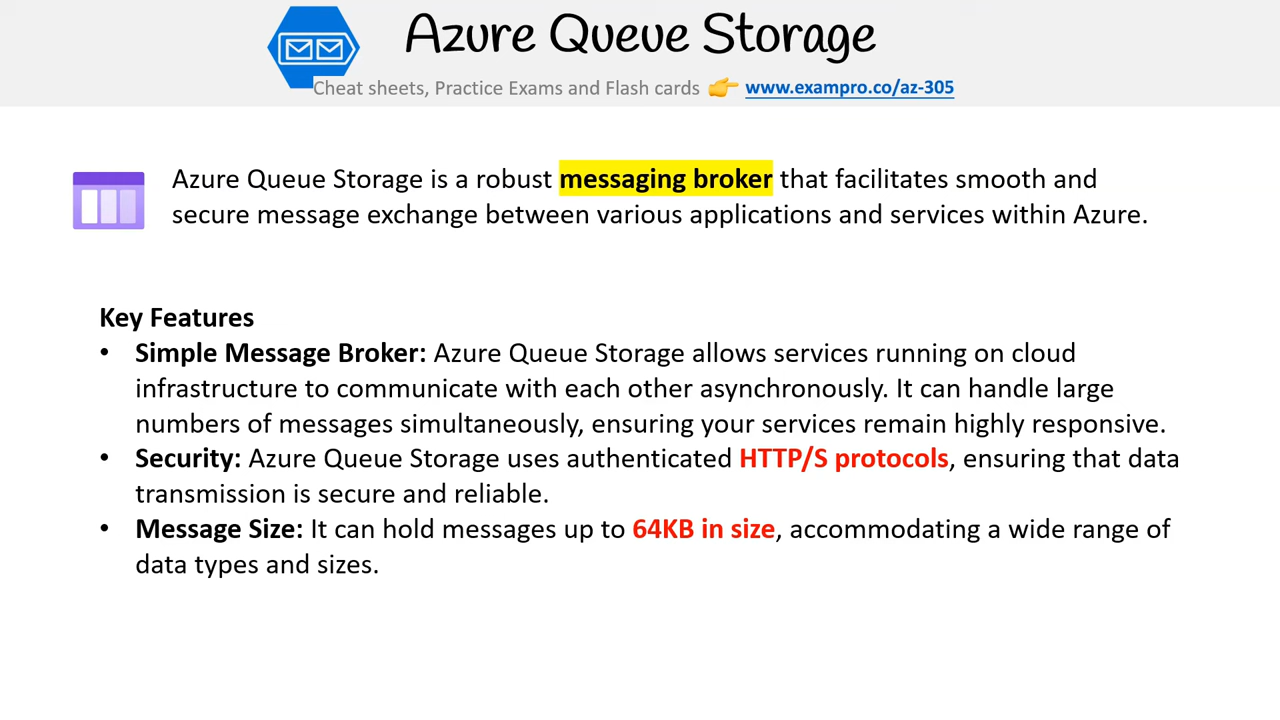 Azure Queue Storage
Cheat sheets, Practice Exams and Flash cards 👉 www.exampro.co/az-305
Azure Queue Storage is a robust messaging broker that facilitates smooth and
secure message exchange between various applications and services within Azure.
Key Features
• Simple Message Broker: Azure Queue Storage allows services running on cloud
infrastructure to communicate with each other asynchronously. It can handle large
numbers of messages simultaneously, ensuring your services remain highly responsive.
• Security: Azure Queue Storage uses authenticated HTTP/S protocols, ensuring that data
transmission is secure and reliable.
• Message Size: It can hold messages up to 64KB in size, accommodating a wide range of
data types and sizes.